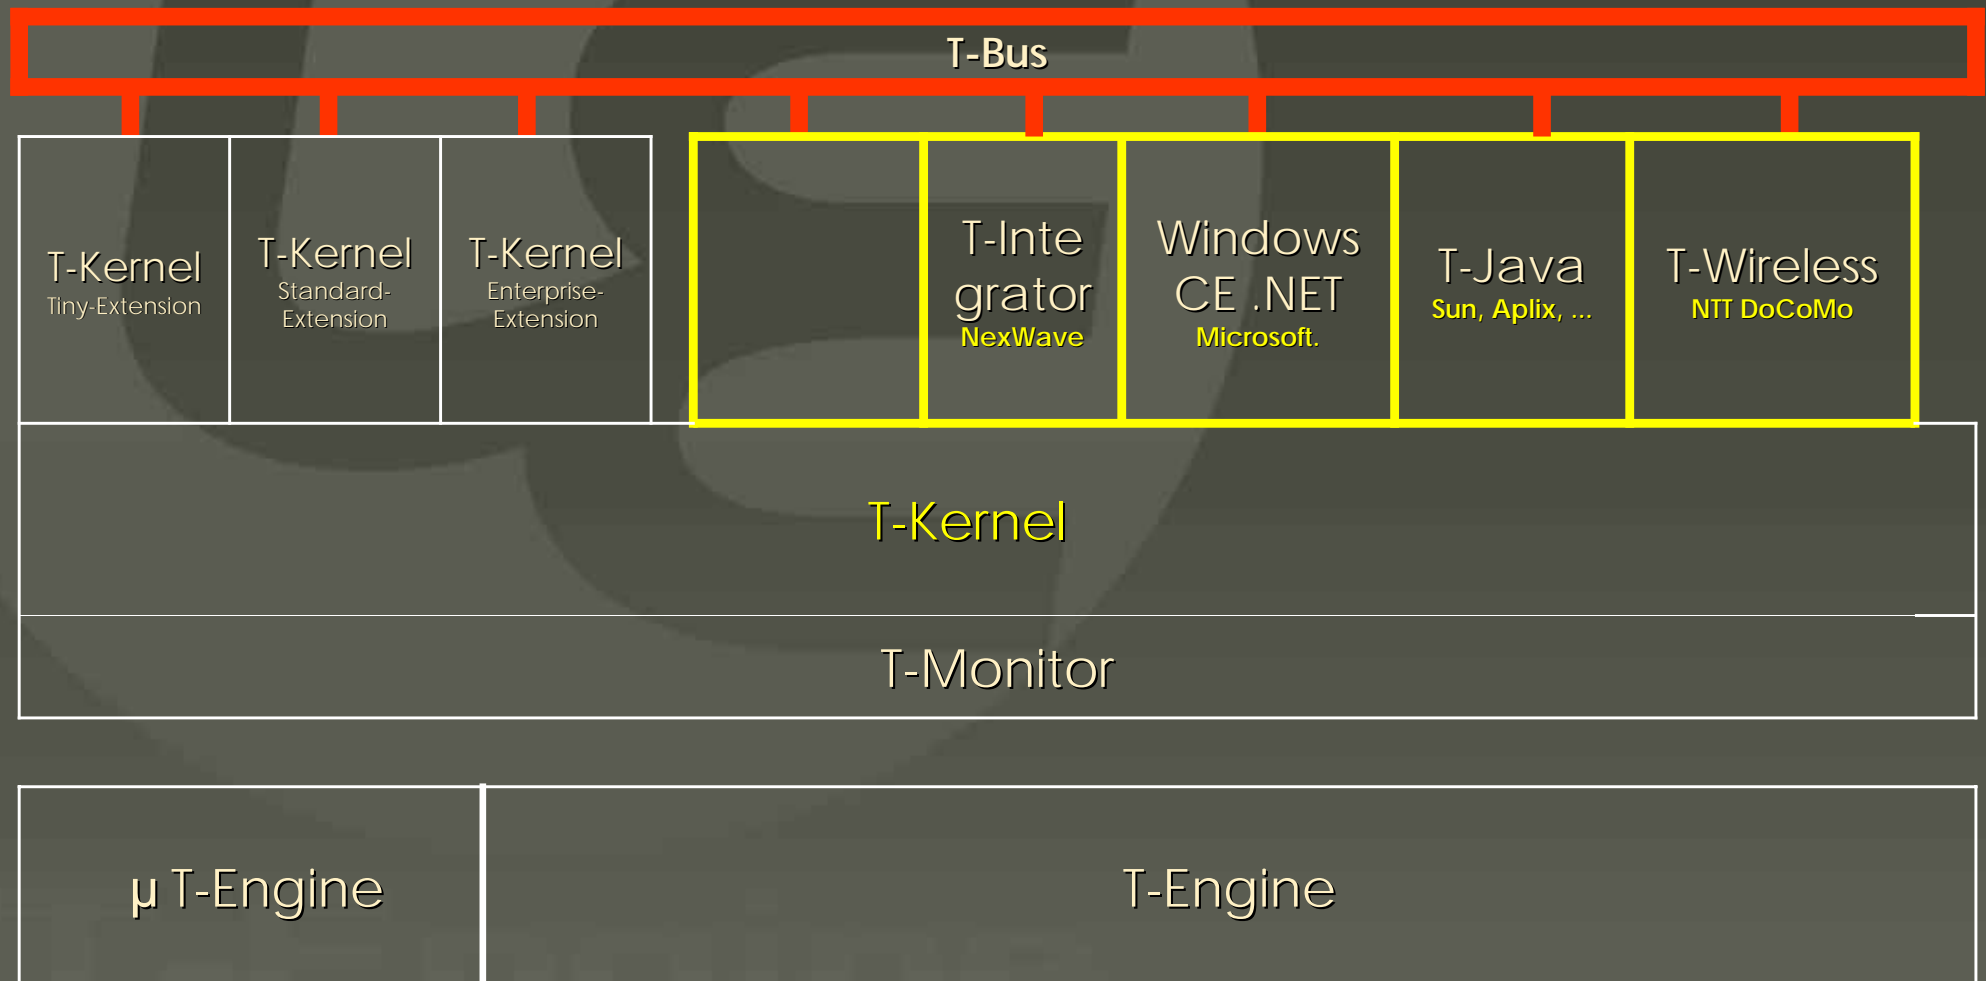 T-Bus
T-Kernel
Tiny-Extension
T-Kernel
Standard-
Extension
T-Kernel
Enterprise-
Extension
T-Inte
grator
NexWave
Windows
CE .NET
Microsoft.
T-Java
Sun, Aplix, ...
T-Wireless
NTT DoCoMo
T-Kernel
T-Monitor
µ T-Engine
T-Engine